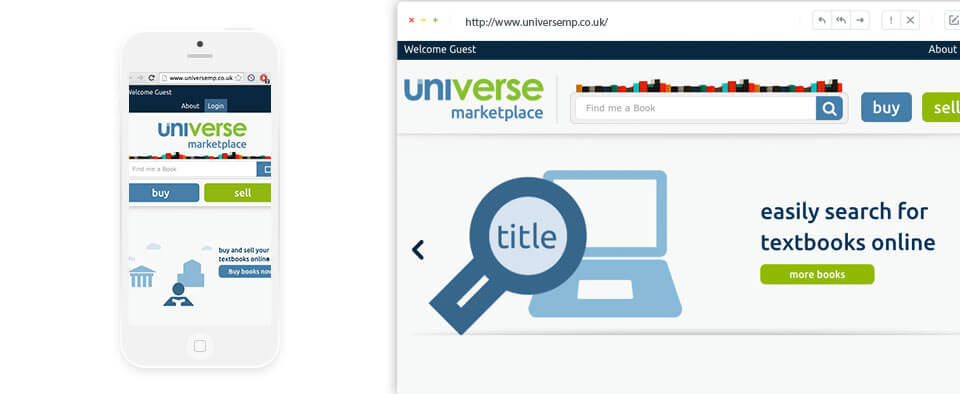 www.universemp.co.uk
Welcome Guest
About Login
universe
marketplace
Find me a Book
buy sell
buy and sell your
textbooks online
Buy books now
http://www.universemp.co.uk/
Welcome Guest About
universe
marketplace
Find me a Book
buy sell
title
easily search for
textbooks online
more books